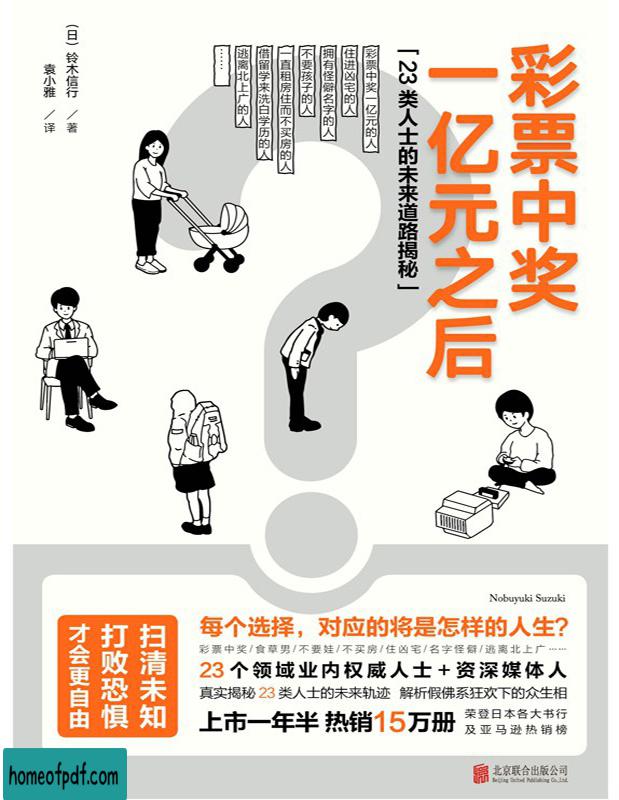 彩票中奖
一亿元之后
「23类人士的未来道路揭秘」
彩票中奖一亿元的人
住进凶宅的人
拥有怪僻名字的人
不要孩子的人
一直租房住而不买房的人
借留学来洗白学历的人
逃离北上广的人
……
（日）铃木信行／著
袁小雅／译
Nobuyuki Suzuki
扫清未知
打败恐惧
才会更自由
每个选择，对应的将是怎样的人生？
彩票中奖/食草男/不要娃/不买房/住凶宅/名字怪僻/逃离北上广……
23个领域业内权威人士＋资深媒体人
真实揭秘23类人士的未来轨迹 解析假佛系狂欢下的众生相
上市一年半 热销15万册
荣登日本各大书行
及亚马逊热销榜
北京联合出版公司
Beijing United Publishing Co.,Ltd.
homeofpdf.com